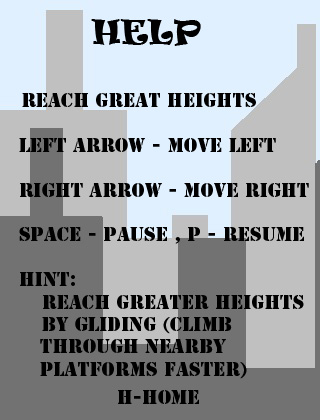 HELP
REACH GREAT HEIGHTS
LEFT ARROW - MOVE LEFT
RIGHT ARROW - MOVE RIGHT
SPACE - PAUSE , P - RESUME
HINT:
REACH GREATER HEIGHTS
BY GLIDING (CLIMB
THROUGH NEARBY
PLATFORMS FASTER)
H-HOME